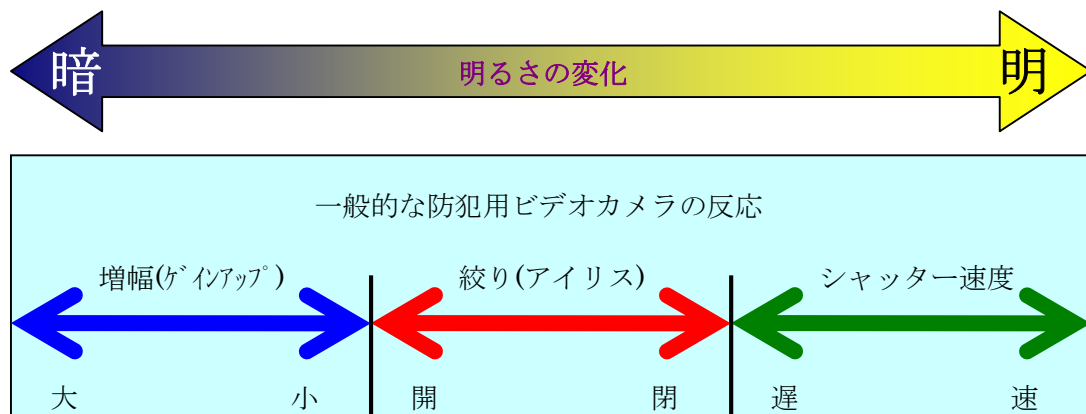 暗 明るさの変化 明
一般的な防犯用ビデオカメラの反応
増幅(ｹﾞｲﾝｱｯﾌﾟ) 絞り(アイリス) シャッター速度
大 小 開 閉 遅 速